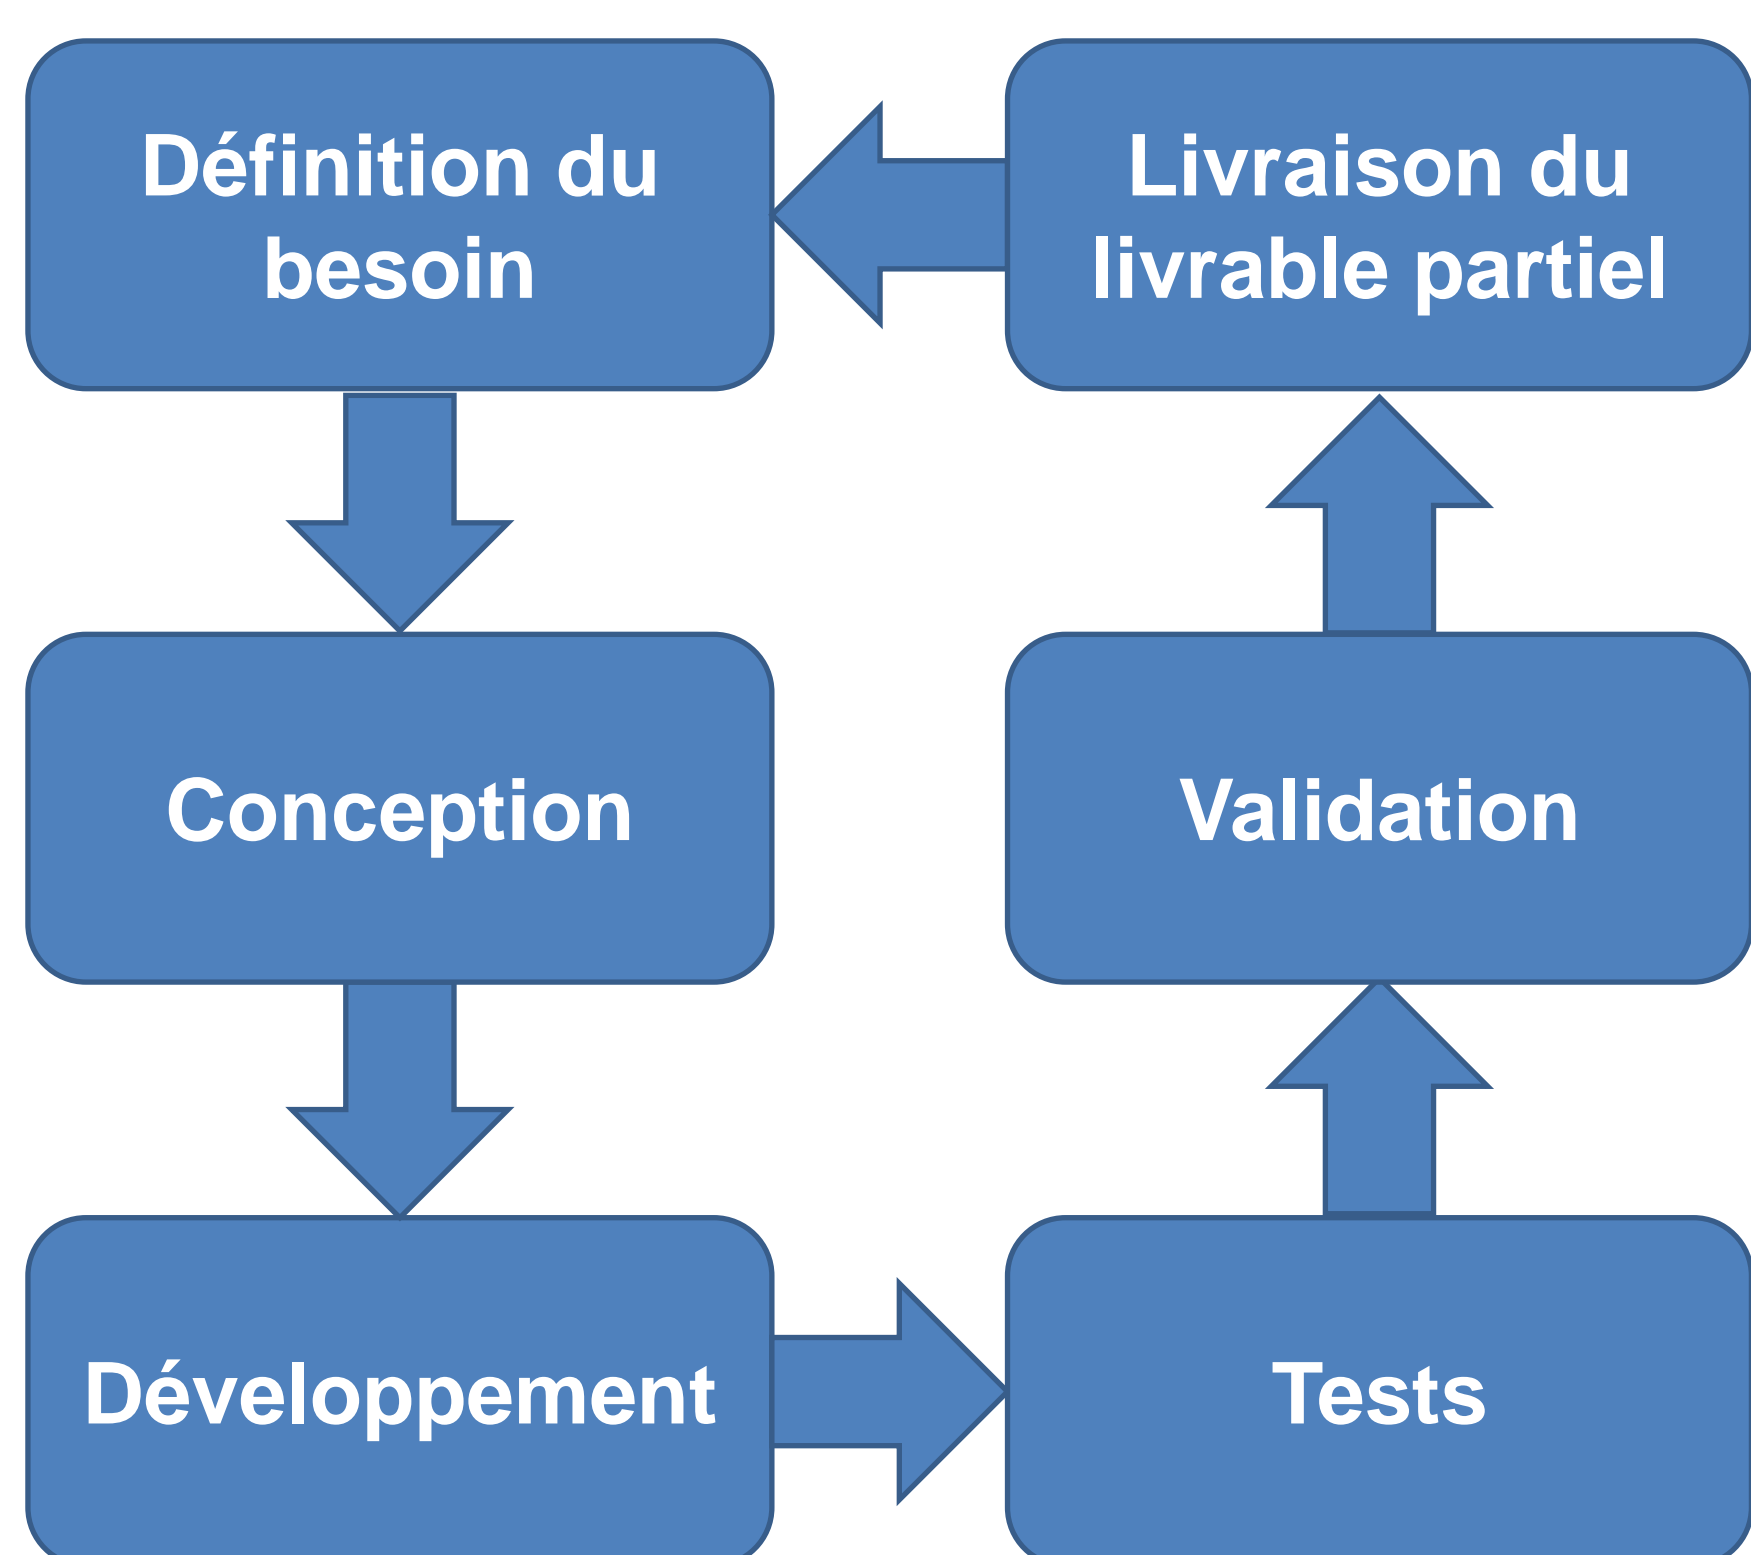 Définition du
besoin
Livraison du
livrable partiel
Conception
Validation
Développement
Tests